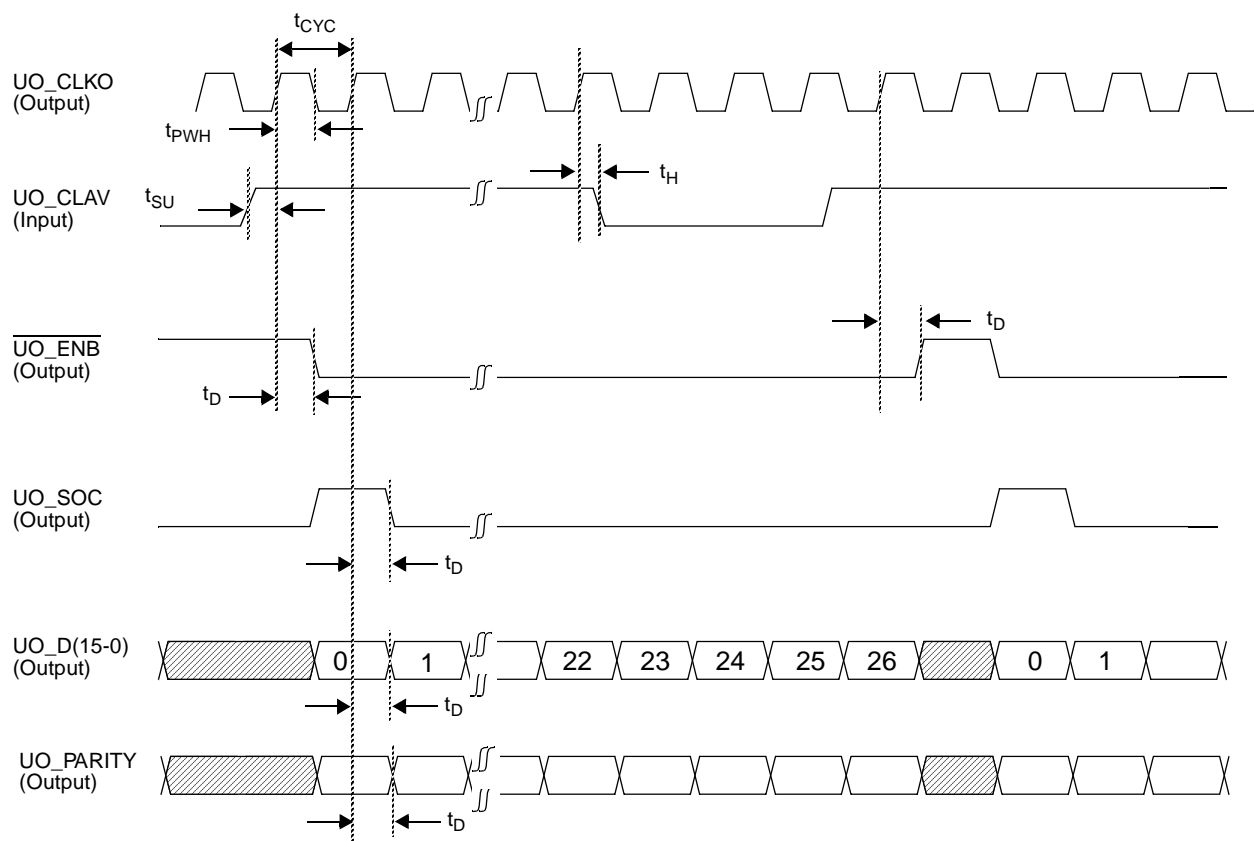 tCYC
UO_CLKO
(Output)
tPWH
UO_CLAV
(Input)
tSU
tH
UO_ENB
(Output)
tD
tD
UO_SOC
(Output)
tD
UO_D(15-0)
(Output)
0 1 22 23 24 25 26 0 1
tD
UO_PARITY
(Output)
tD